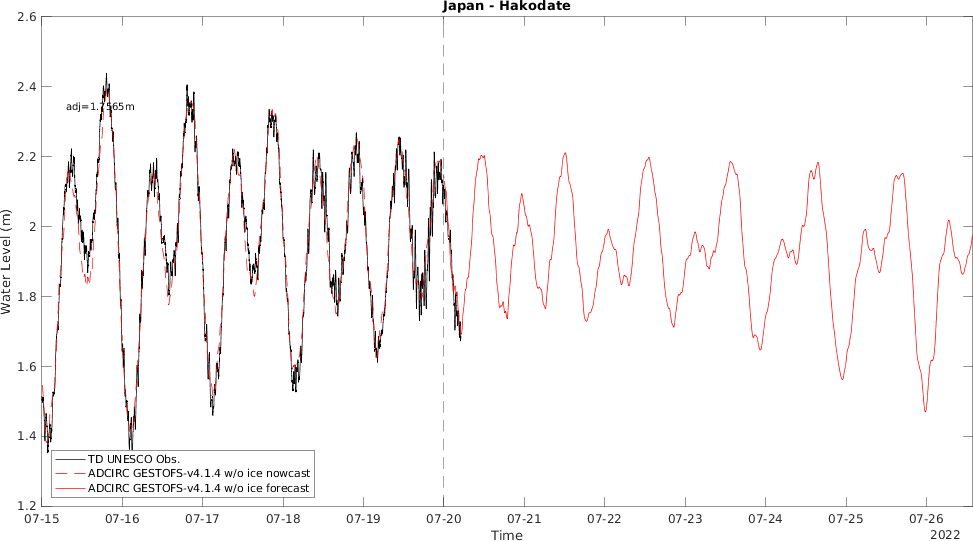 Japan - Hakodate
2.6
2.4
2.2
2
1.8
1.6
1.4
1.2
Water Level (m)
adj=1.7565m
TD UNESCO Obs.
ADCIRC GESTOFS-v4.1.4 w/o ice nowcast
ADCIRC GESTOFS-v4.1.4 w/o ice forecast
07-15 07-16 07-17 07-18 07-19 07-20 07-21 07-22 07-23 07-24 07-25 07-26
Time
2022